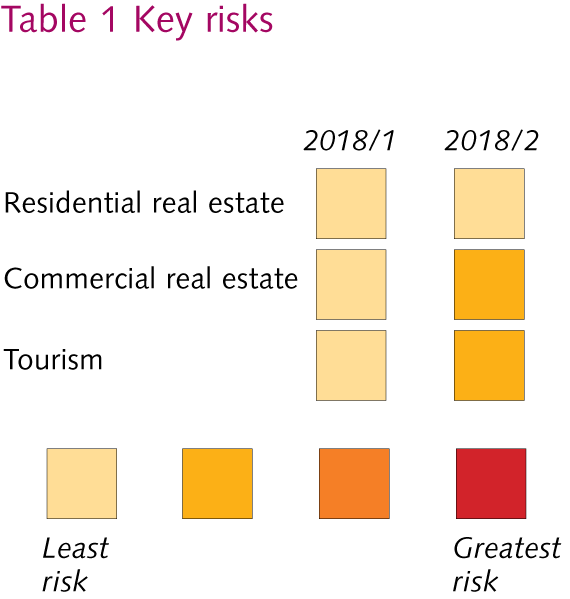 Table 1 Key risks
2018/1 2018/2
Residential real estate
Commercial real estate
Tourism
Least
risk
Greatest
risk